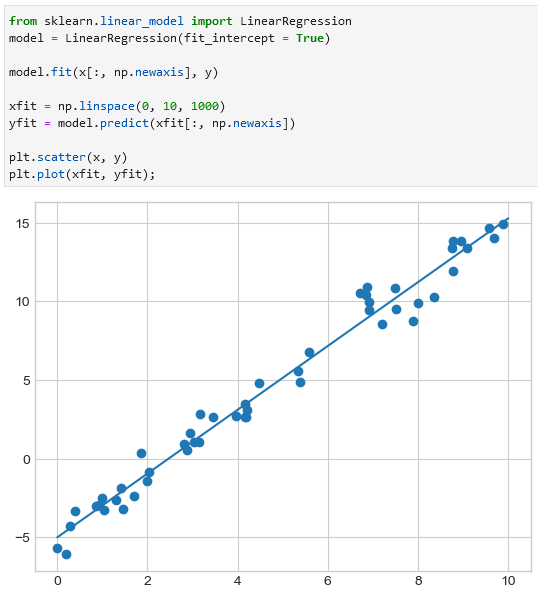 from sklearn.linear_model import LinearRegression
model = LinearRegression(fit_intercept = True)
model.fit(x[:, np.newaxis], y)
xfit = np.linspace(0, 10, 1000)
yfit = model.predict(xfit[:, np.newaxis])
plt.scatter(x, y)
plt.plot(xfit, yfit);
15
10
5
0
−5
0 2 4 6 8 10